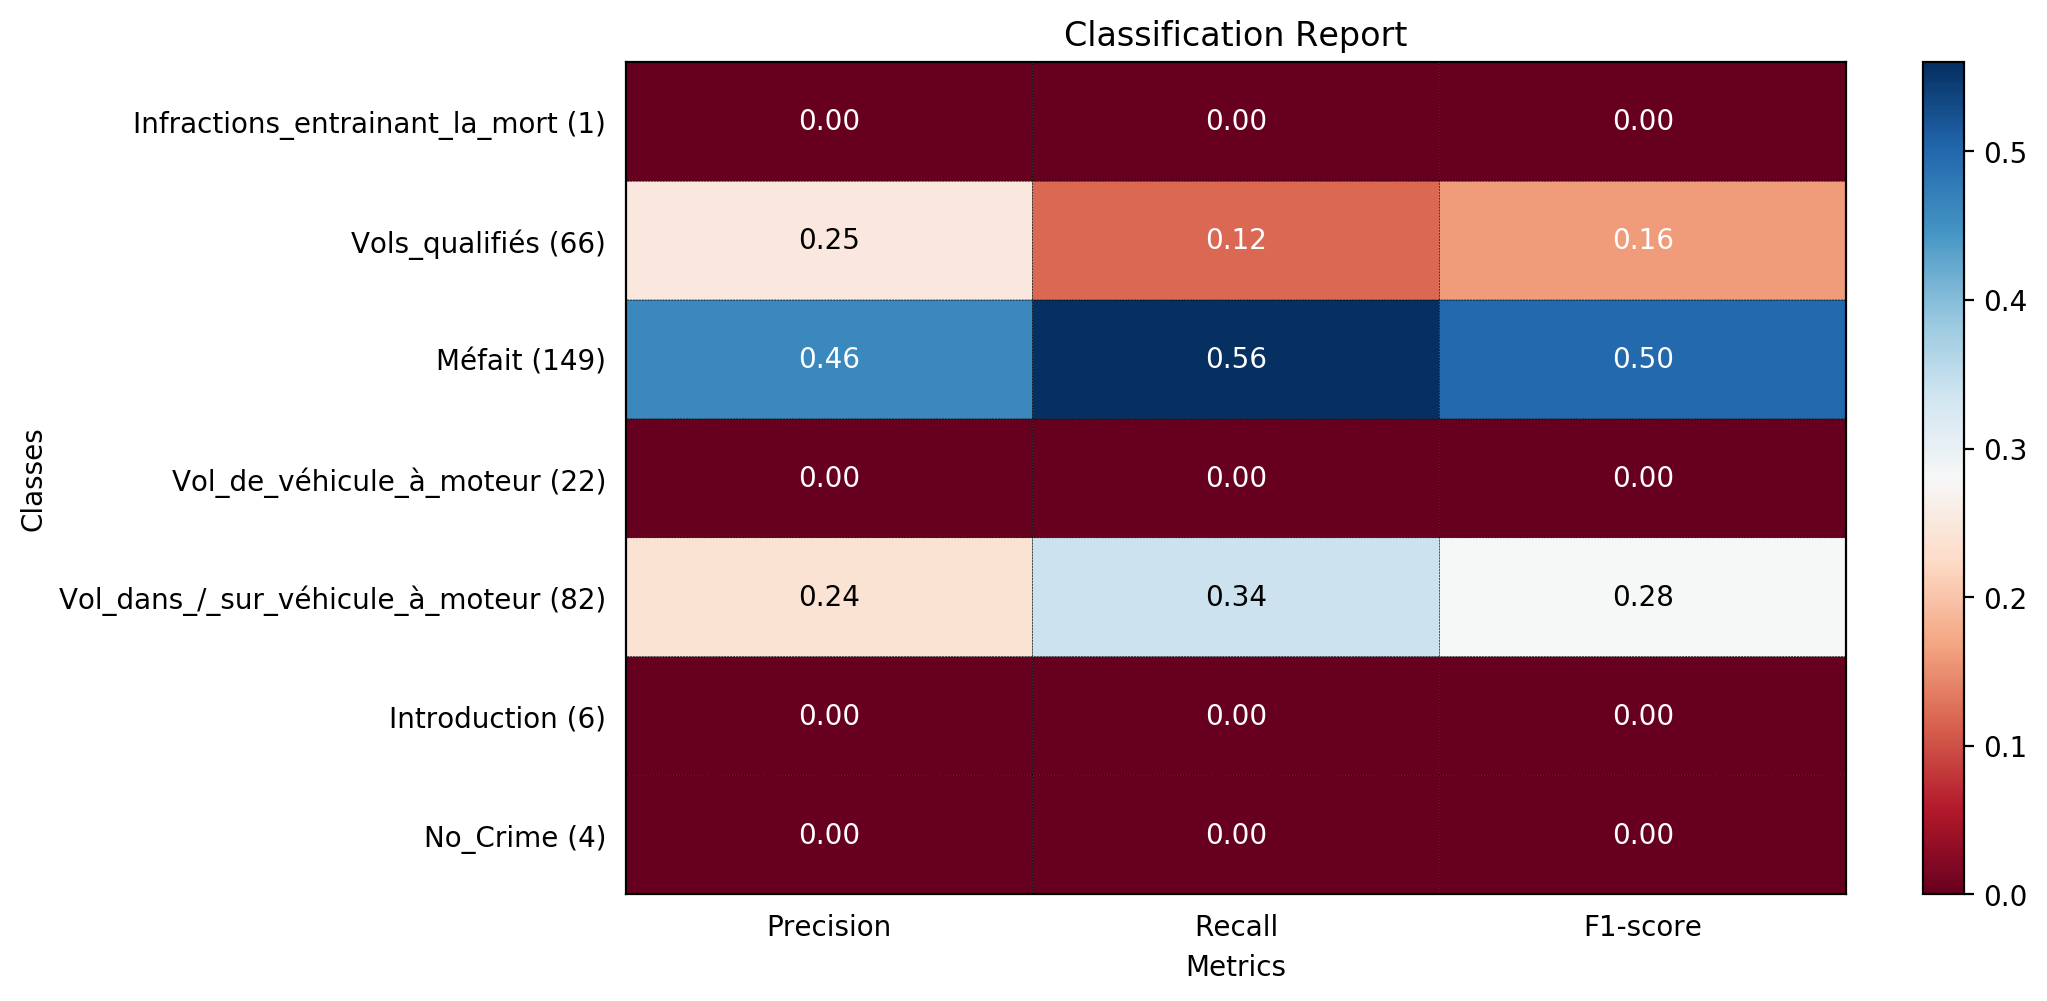 Classification Report
Infractions_entrainant_la_mort (1) 0.00 0.00 0.00
Vols_qualifiés (66) 0.25 0.12 0.16
Méfait (149) 0.46 0.56 0.50
Vol_de_véhicule_à_moteur (22) 0.00 0.00 0.00
Vol_dans_/_sur_véhicule_à_moteur (82) 0.24 0.34 0.28
Introduction (6) 0.00 0.00 0.00
No_Crime (4) 0.00 0.00 0.00
Classes
Precision Recall F1-score
Metrics
0.5
0.4
0.3
0.2
0.1
0.0